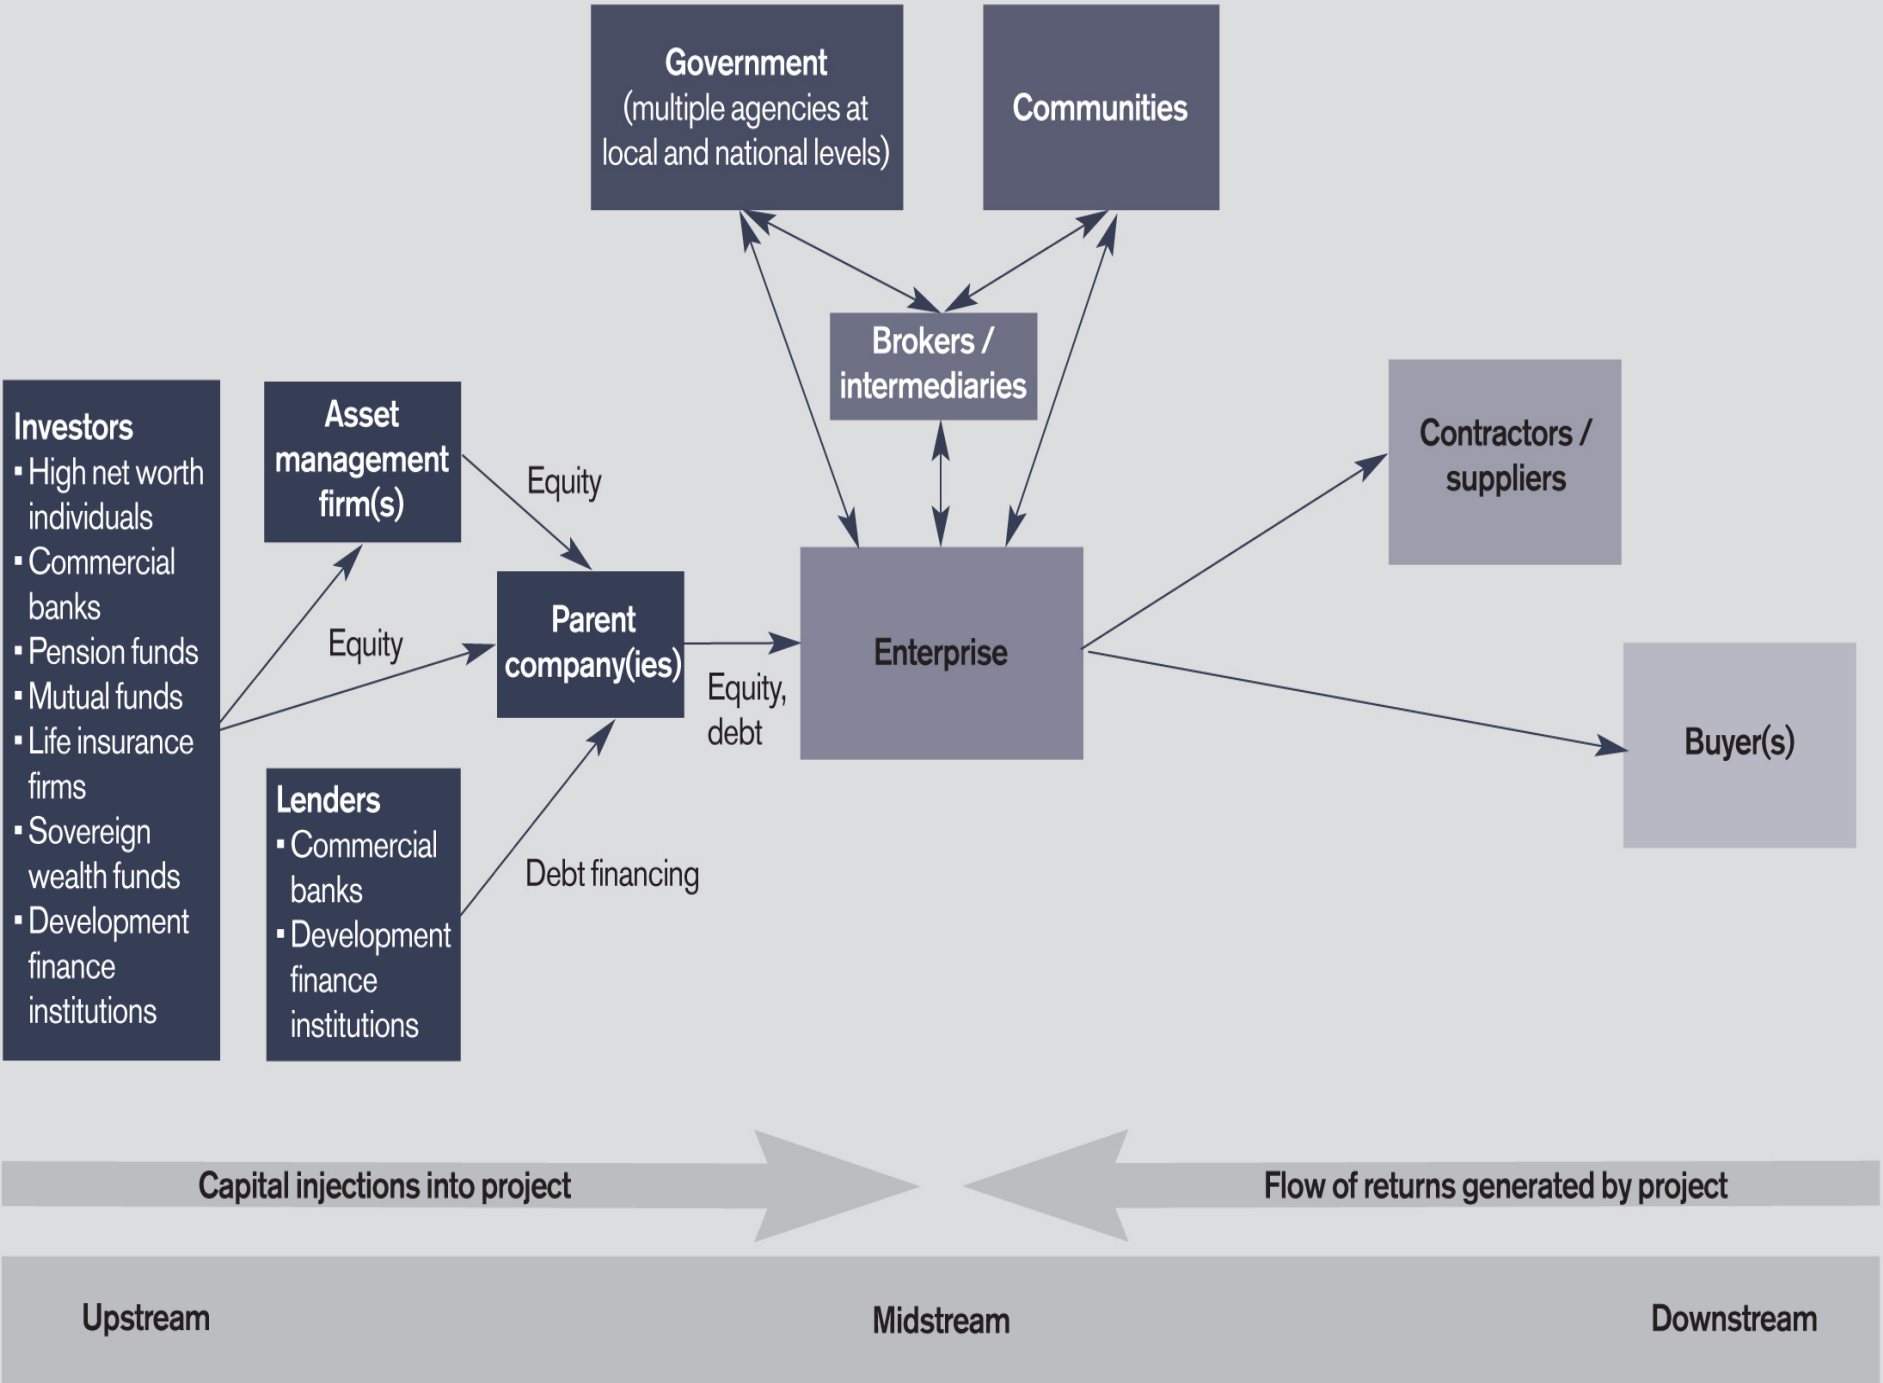 Government
(multiple agencies at
local and national levels)
Communities
Brokers /
intermediaries
Investors
▪ High net worth
individuals
▪ Commercial
banks
▪ Pension funds
▪ Mutual funds
▪ Life insurance
firms
▪ Sovereign
wealth funds
▪ Development
finance
institutions
Asset
management
firm(s)
Equity
Equity
Parent
company(ies)
Equity,
debt
Lenders
▪ Commercial
banks
▪ Development
finance
institutions
Debt financing
Enterprise
Contractors /
suppliers
Buyer(s)
Capital injections into project
Flow of returns generated by project
Upstream
Midstream
Downstream